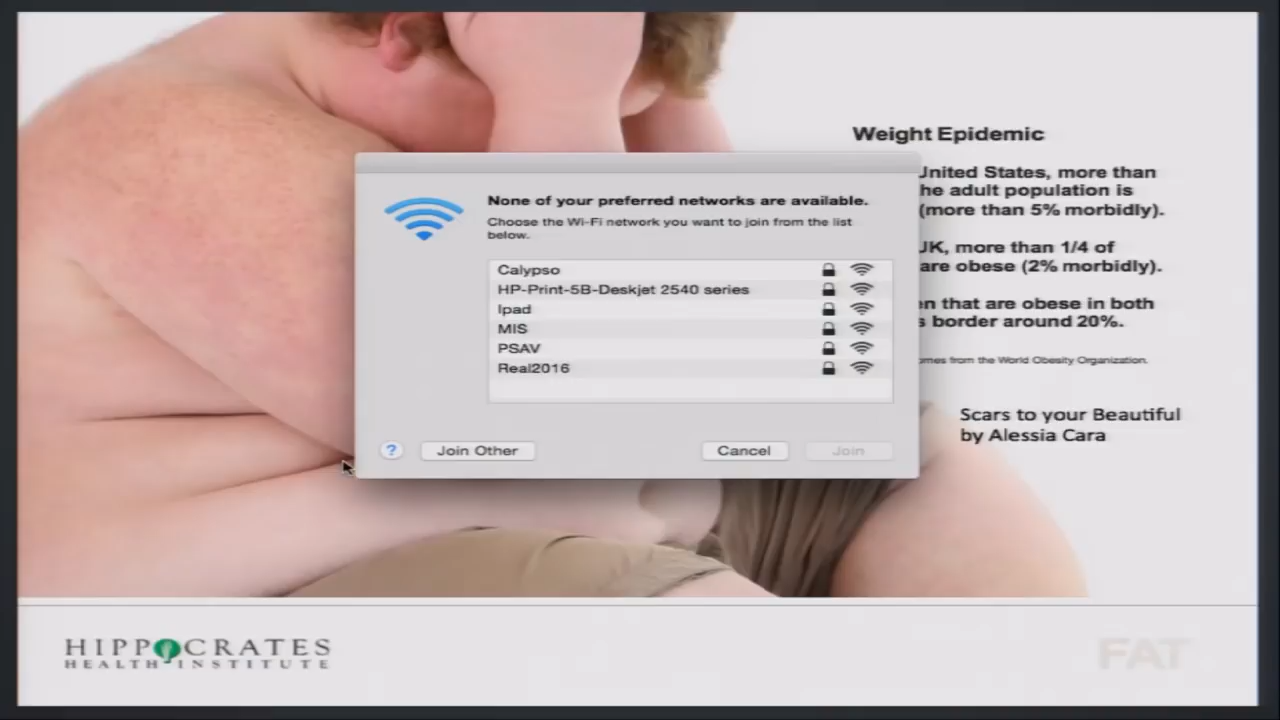 Weight Epidemic
United States, more than
he adult population is
(more than 5% morbidly).
UK, more than 1/4 of
are obese (2% morbidly).
en that are obese in both
s border around 20%.
omes from the World Obesity Organization.
Scars to your Beautiful
by Alessia Cara
None of your preferred networks are available.
Choose the Wi-Fi network you want to join from the list
below.
Calypso
HP-Print-5B-Deskjet 2540 series
Ipad
MIS
PSAV
Real2016
? Join Other Cancel Join
HIPPOCRATES
HEALTH INSTITUTE
FAT